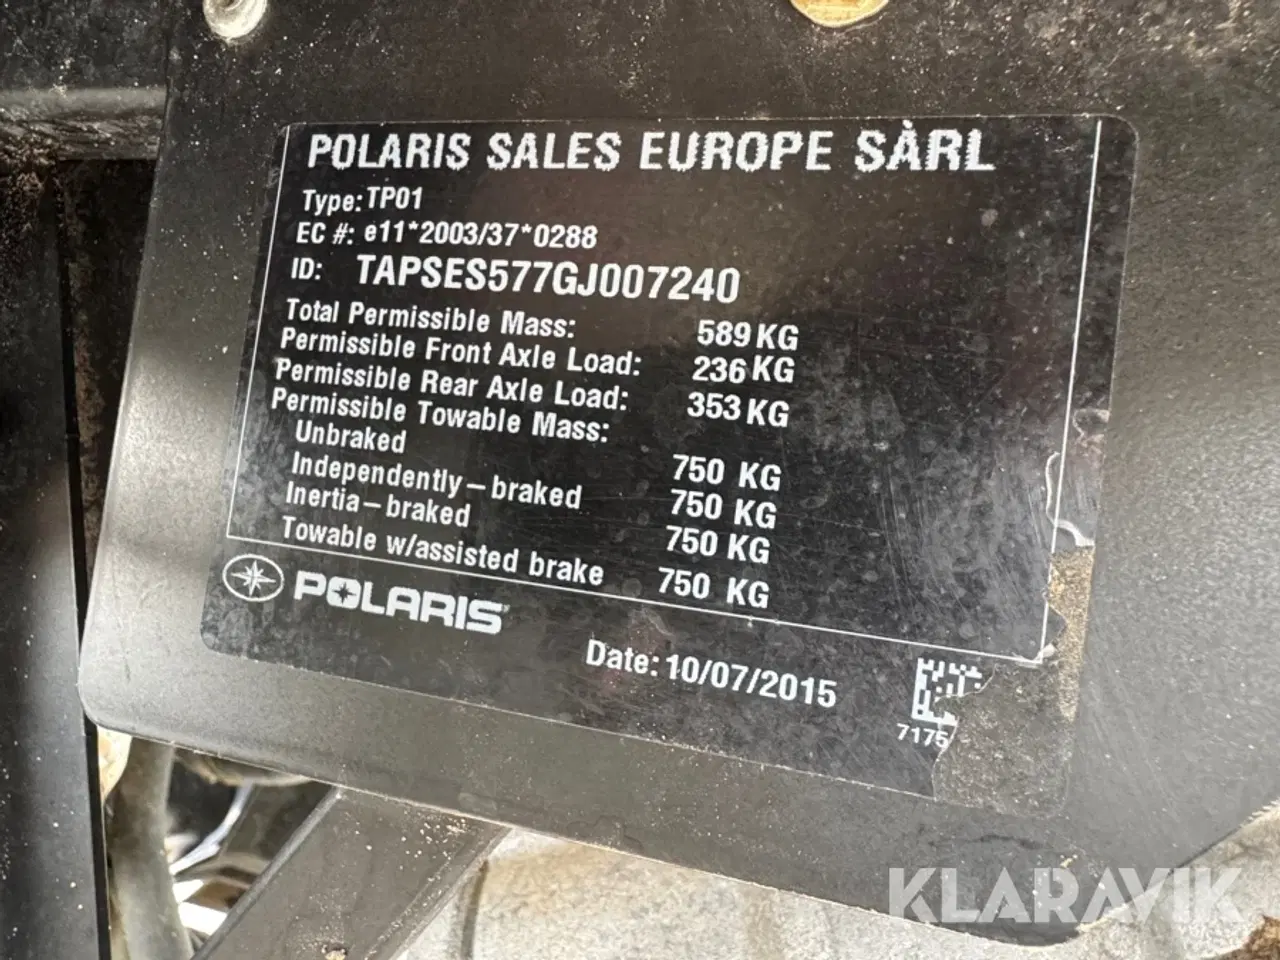 POLARIS SALES EUROPE SÀRL
Type: TP01
EC #: e11*2003/37*0288
ID: TAPSES577GJ007240
Total Permissible Mass: 589 KG
Permissible Front Axle Load: 236 KG
Permissible Rear Axle Load: 353 KG
Permissible Towable Mass:
Unbraked 750 KG
Independently-braked 750 KG
Inertia-braked 750 KG
Towable w/assisted brake 750 KG
POLARIS
Date: 10/07/2015
7175
KLARAVIK